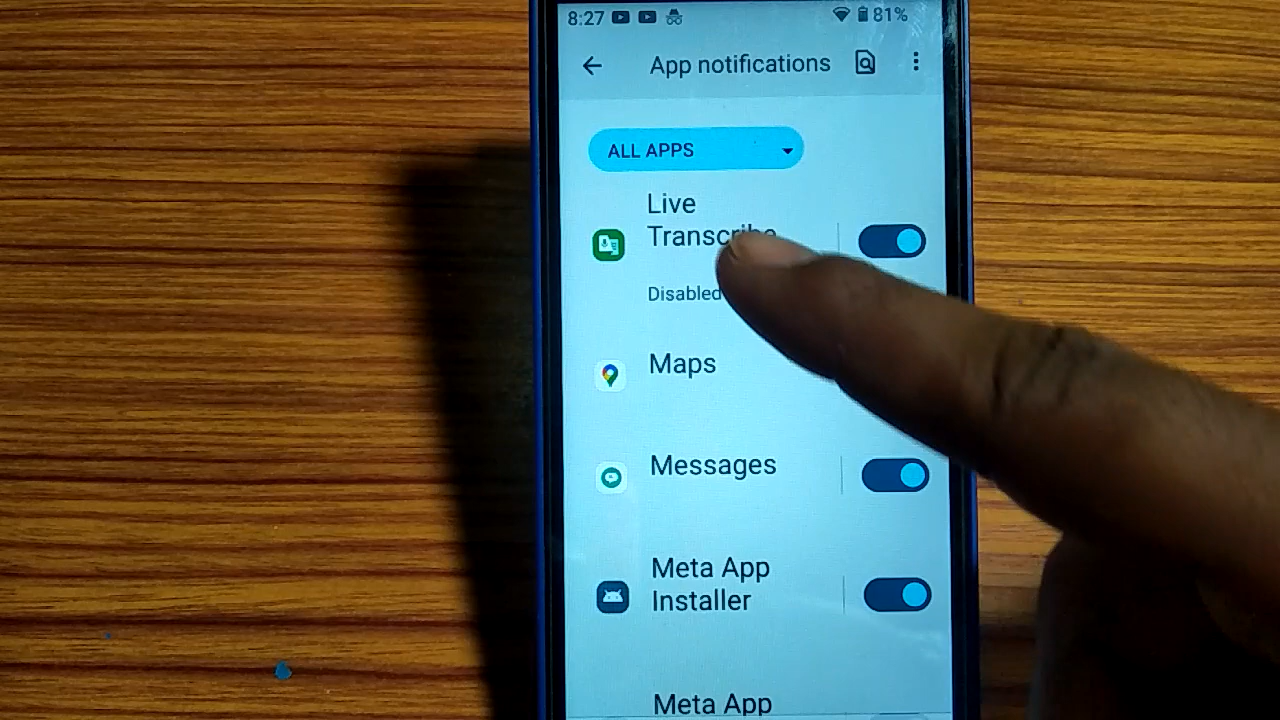 8:27 81%
App notifications
ALL APPS
Live
Transcribe
Disabled
Maps
Messages
Meta App
Installer
Meta App